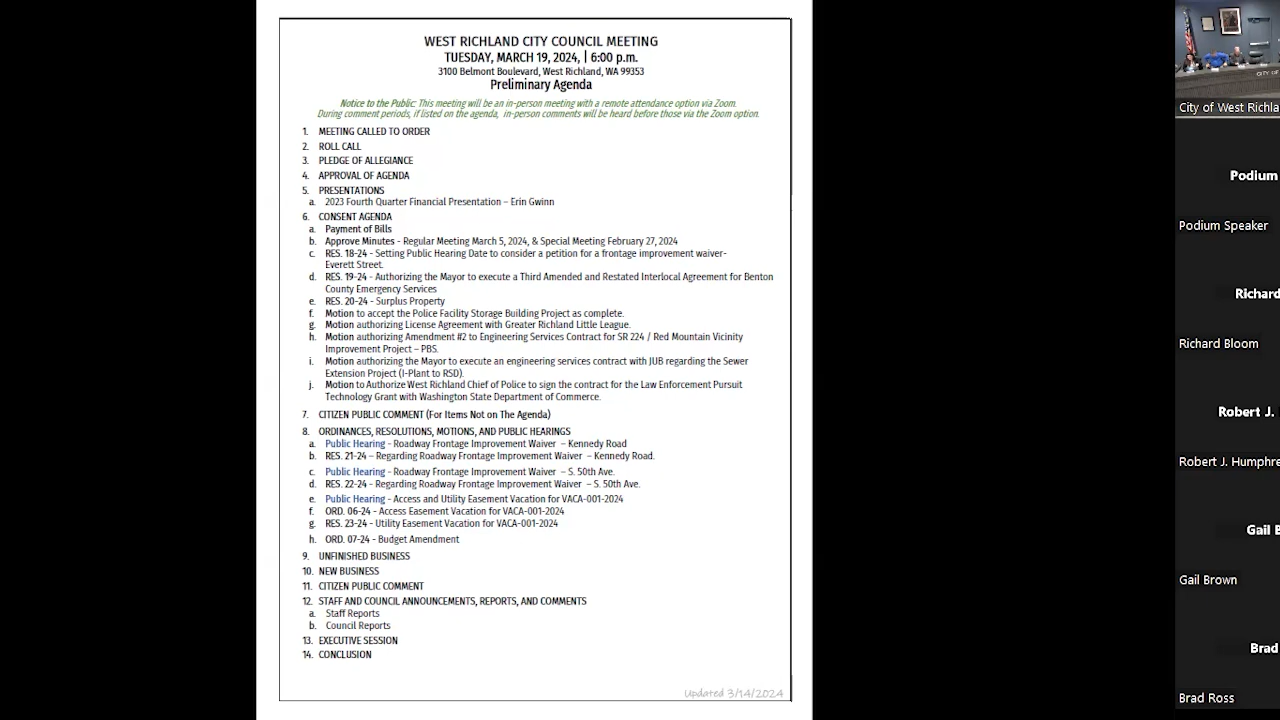 WEST RICHLAND CITY COUNCIL MEETING
TUESDAY, MARCH 19, 2024, | 6:00 p.m.
3100 Belmont Boulevard, West Richland, WA 99353
Preliminary Agenda
Notice to the Public: This meeting will be an in-person meeting with a remote attendance option via Zoom.
During comment periods, if listed on the agenda, in-person comments will be heard before those via the Zoom option.
1. MEETING CALLED TO ORDER
2. ROLL CALL
3. PLEDGE OF ALLEGIANCE
4. APPROVAL OF AGENDA
5. PRESENTATIONS
a. 2023 Fourth Quarter Financial Presentation – Erin Gwinn
6. CONSENT AGENDA
a. Payment of Bills
b. Approve Minutes - Regular Meeting March 5, 2024, & Special Meeting February 27, 2024
c. RES. 18-24 - Setting Public Hearing Date to consider a petition for a frontage improvement waiver-
Everett Street.
d. RES. 19-24 - Authorizing the Mayor to execute a Third Amended and Restated Interlocal Agreement for Benton
County Emergency Services
e. RES. 20-24 - Surplus Property
f. Motion to accept the Police Facility Storage Building Project as complete.
g. Motion authorizing License Agreement with Greater Richland Little League.
h. Motion authorizing Amendment #2 to Engineering Services Contract for SR 224 / Red Mountain Vicinity
Improvement Project – PBS.
i. Motion authorizing the Mayor to execute an engineering services contract with JUB regarding the Sewer
Extension Project (I-Plant to RSD).
j. Motion to Authorize West Richland Chief of Police to sign the contract for the Law Enforcement Pursuit
Technology Grant with Washington State Department of Commerce.
7. CITIZEN PUBLIC COMMENT (For Items Not on The Agenda)
8. ORDINANCES, RESOLUTIONS, MOTIONS, AND PUBLIC HEARINGS
a. Public Hearing - Roadway Frontage Improvement Waiver – Kennedy Road
b. RES. 21-24 – Regarding Roadway Frontage Improvement Waiver – Kennedy Road.
c. Public Hearing - Roadway Frontage Improvement Waiver – S. 50th Ave.
d. RES. 22-24 - Regarding Roadway Frontage Improvement Waiver – S. 50th Ave.
e. Public Hearing - Access and Utility Easement Vacation for VACA-001-2024
f. ORD. 06-24 - Access Easement Vacation for VACA-001-2024
g. RES. 23-24 - Utility Easement Vacation for VACA-001-2024
h. ORD. 07-24 - Budget Amendment
9. UNFINISHED BUSINESS
10. NEW BUSINESS
11. CITIZEN PUBLIC COMMENT
12. STAFF AND COUNCIL ANNOUNCEMENTS, REPORTS, AND COMMENTS
a. Staff Reports
b. Council Reports
13. EXECUTIVE SESSION
14. CONCLUSION
Updated 3/14/2024
CITY OF
City of West Richla
Podium
Podium Speaker
Richard
Richard Bloom
Robert J.
Robert J. Humphre
Gail B
Gail Brown
Brad
Brad Ross